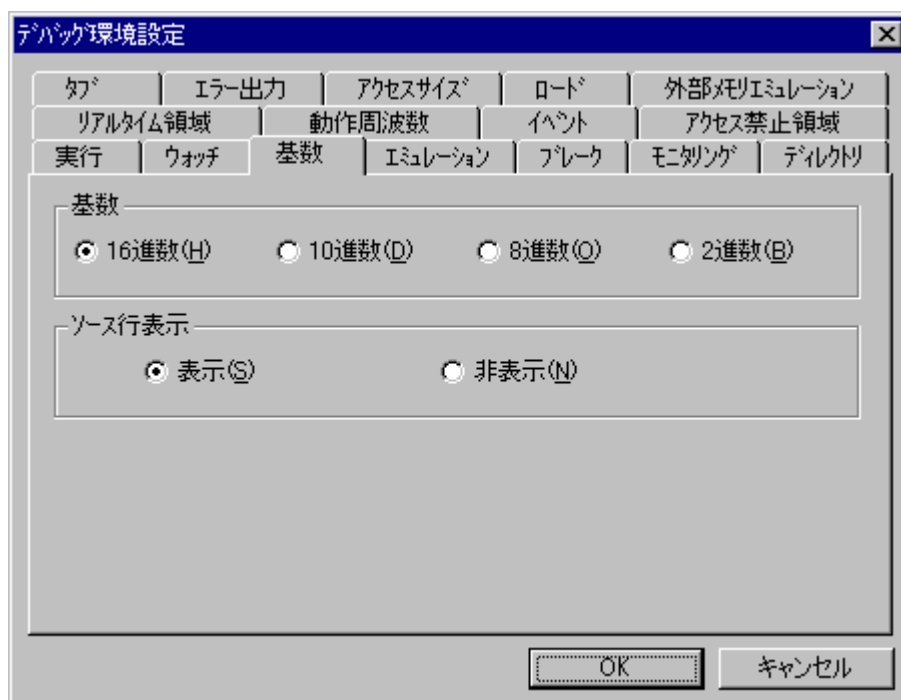 ﾃﾞﾊﾞｯｸﾞ環境設定
ﾀﾌﾞ エラー出力 ｱｸｾｽｻｲｽﾞ ﾛｰﾄﾞ 外部ﾒﾓﾘｴﾐｭﾚｰｼｮﾝ
ﾘｱﾙﾀｲﾑ領域 動作周波数 ｲﾍﾞﾝﾄ ｱｸｾｽ禁止領域
実行 ｳｫｯﾁ 基数 ｴﾐｭﾚｰｼｮﾝ ﾌﾞﾚｰｸ ﾓﾆﾀﾘﾝｸﾞ ﾃﾞｨﾚｸﾄﾘ
基数
16進数(H) 10進数(D) 8進数(O) 2進数(B)
ｿｰｽ行表示
表示(S) 非表示(N)
OK キャンセル